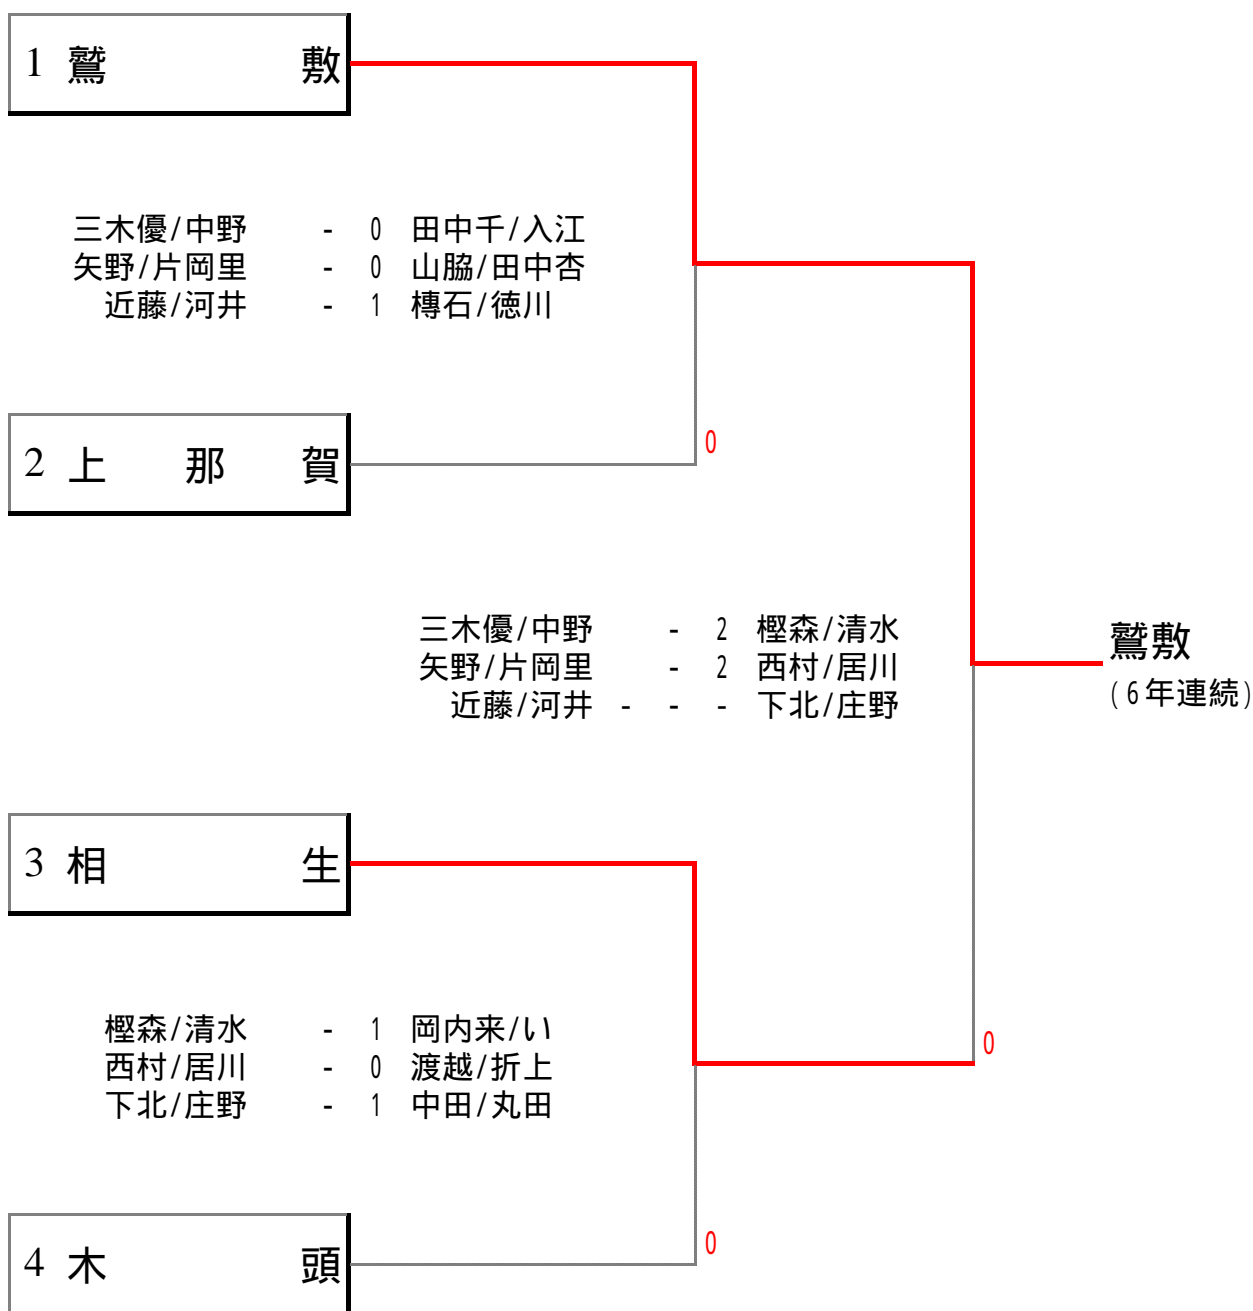 1 鷲敷
三木優/中野 - 0 田中千/入江
矢野/片岡里 - 0 山脇/田中杏
近藤/河井 - 1 榑石/徳川
2 上那賀
0
三木優/中野 - 2 樫森/清水
矢野/片岡里 - 2 西村/居川
近藤/河井 - - - 下北/庄野
鷲敷
(6年連続)
3 相生
樫森/清水 - 1 岡内来/い
西村/居川 - 0 渡越/折上
下北/庄野 - 1 中田/丸田
0
4 木頭
0